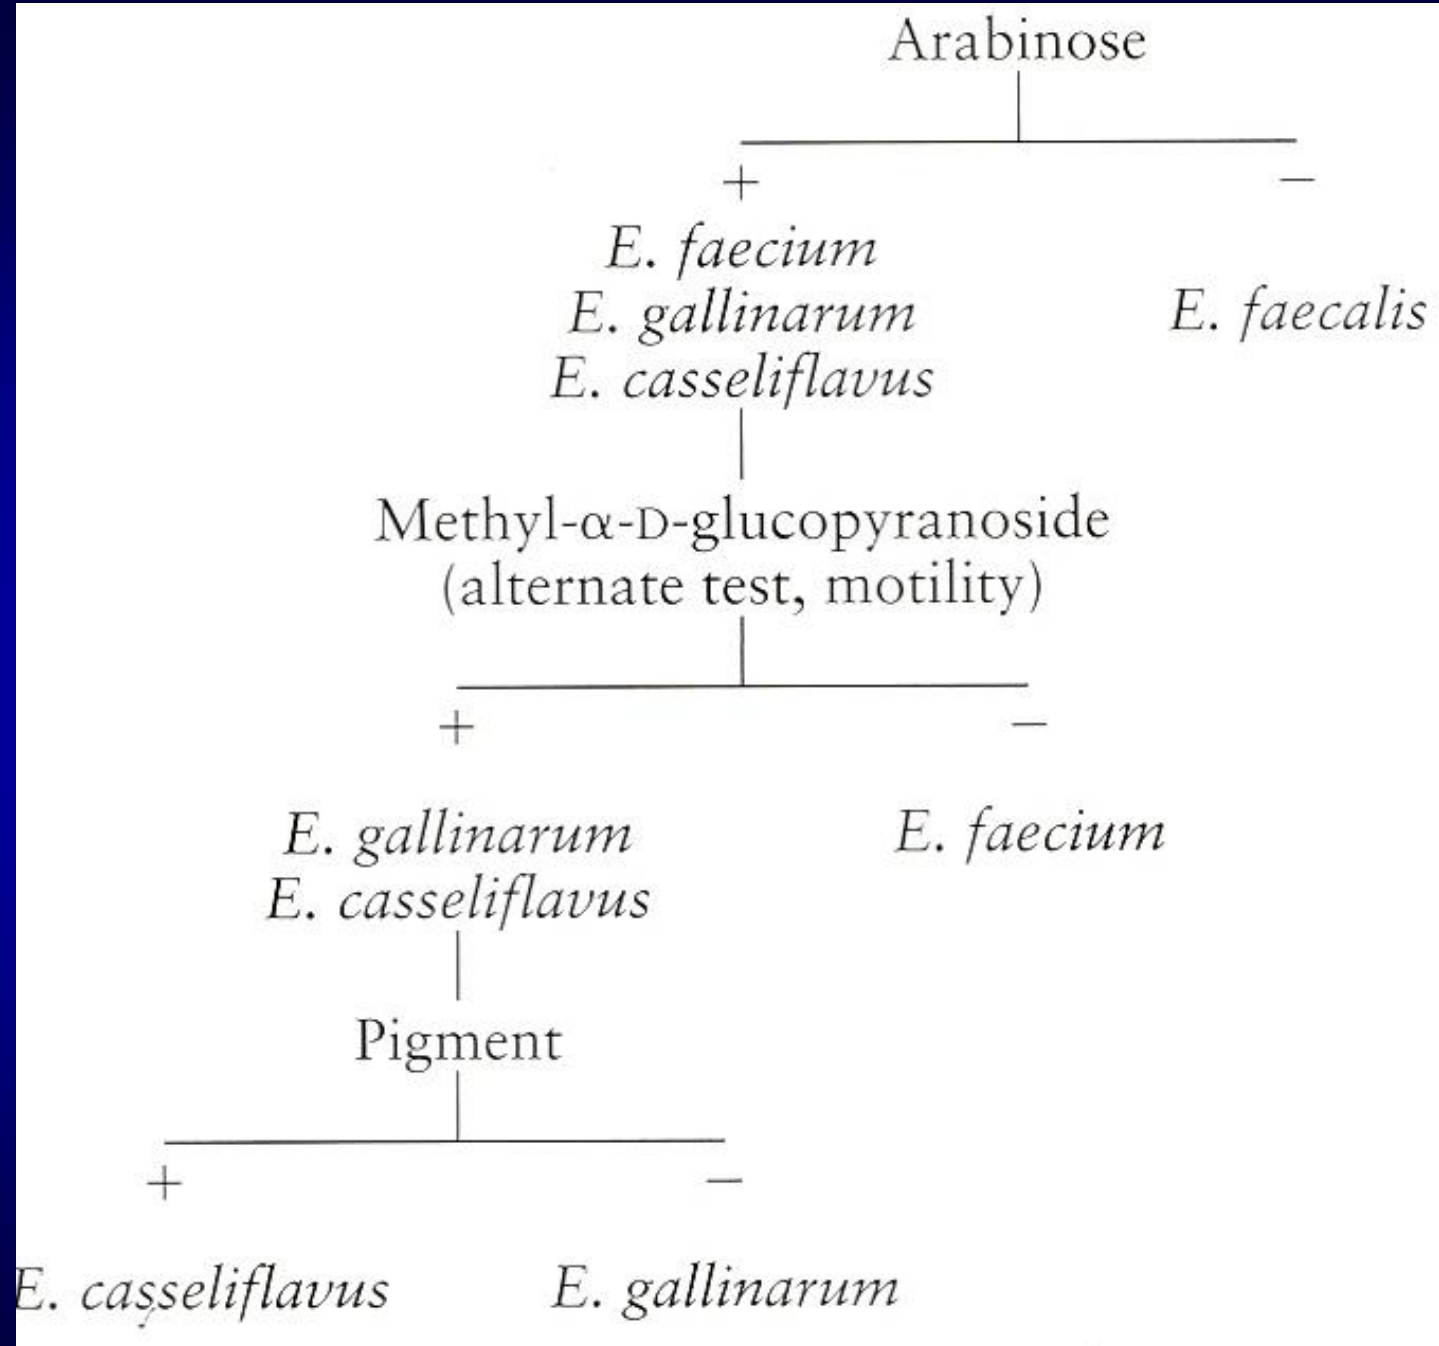 Arabinose
+ −
E. faecium
E. gallinarum
E. faecalis
E. casseliflavus
Methyl-α-D-glucopyranoside
(alternate test, motility)
+ −
E. gallinarum
E. faecium
E. casseliflavus
Pigment
+ −
E. casseliflavus
E. gallinarum